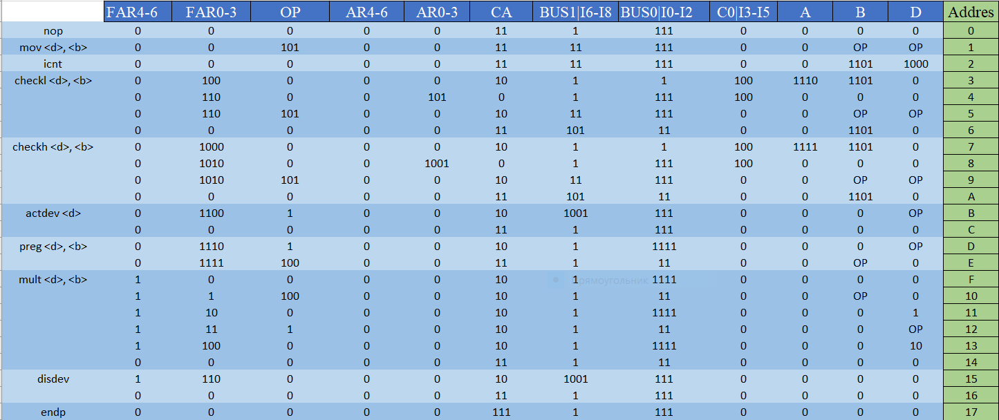 FAR4-6 FAR0-3 OP AR4-6 AR0-3 CA BUS1|I6-I8 BUS0|I0-I2 C0|I3-I5 A B D Addres
nop 0 0 0 0 0 11 1 111 0 0 0 0 0
mov <d>, <b> 0 0 101 0 0 11 11 111 0 0 OP OP 1
icnt 0 0 0 0 0 11 11 111 0 0 1101 1000 2
checkl <d>, <b> 0 100 0 0 0 10 1 1 100 1110 1101 0 3
0 110 0 0 101 0 1 111 100 0 0 0 4
0 110 101 0 0 10 11 111 0 0 OP OP 5
0 0 0 0 0 11 101 11 0 0 1101 0 6
checkh <d>, <b> 0 1000 0 0 0 10 1 1 100 1111 1101 0 7
0 1010 0 0 1001 0 1 111 100 0 0 0 8
0 1010 101 0 0 10 11 111 0 0 OP OP 9
0 0 0 0 0 11 101 11 0 0 1101 0 A
actdev <d> 0 1100 1 0 0 10 1001 111 0 0 0 OP B
0 0 0 0 0 11 1 111 0 0 0 0 C
preg <d>, <b> 0 1110 1 0 0 10 1 1111 0 0 0 OP D
0 1111 100 0 0 11 1 11 0 0 OP 0 E
mult <d>, <b> 1 0 0 0 0 10 1 1111 0 0 0 0 F
Прямоугольник
1 1 100 0 0 10 1 11 0 0 OP 0 10
1 10 0 0 0 10 1 1111 0 0 0 1 11
1 11 1 0 0 10 1 11 0 0 0 OP 12
1 100 0 0 0 10 1 1111 0 0 0 10 13
0 0 0 0 0 11 1 11 0 0 0 0 14
disdev 1 110 0 0 0 10 1001 111 0 0 0 0 15
0 0 0 0 0 11 1 111 0 0 0 0 16
endp 0 0 0 0 0 111 1 111 0 0 0 0 17